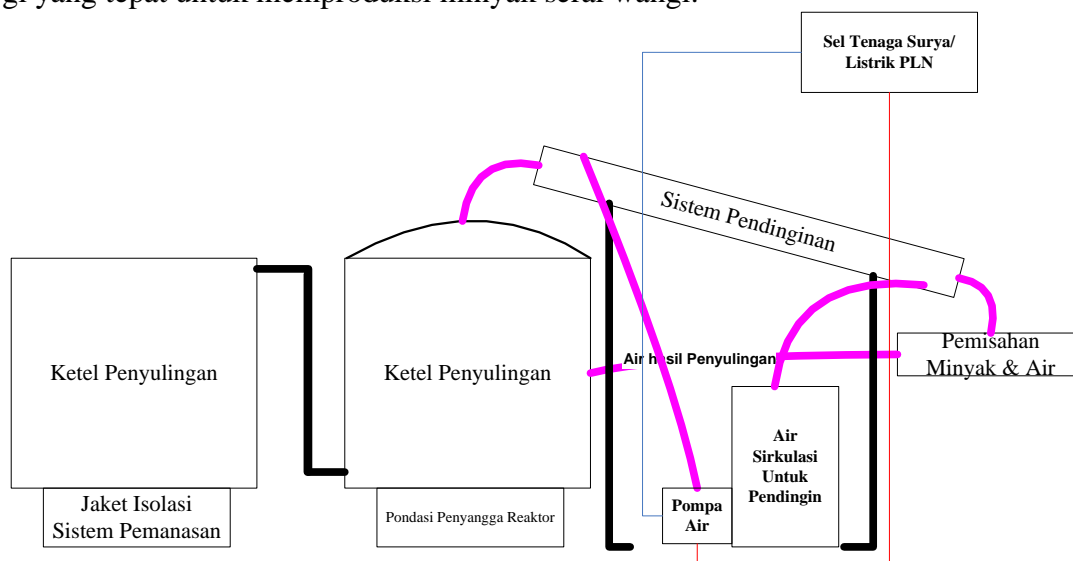 gi yang tepat untuk memproduksi minyak serai wangi.
Sel Tenaga Surya/
Listrik PLN
Sistem Pendinginan
Ketel Penyulingan
Ketel Penyulingan
Air hasil Penyulingan
Pemisahan
Minyak & Air
Air
Sirkulasi
Untuk
Pendingin
Jaket Isolasi
Sistem Pemanasan
Pondasi Penyangga Reaktor
Pompa
Air